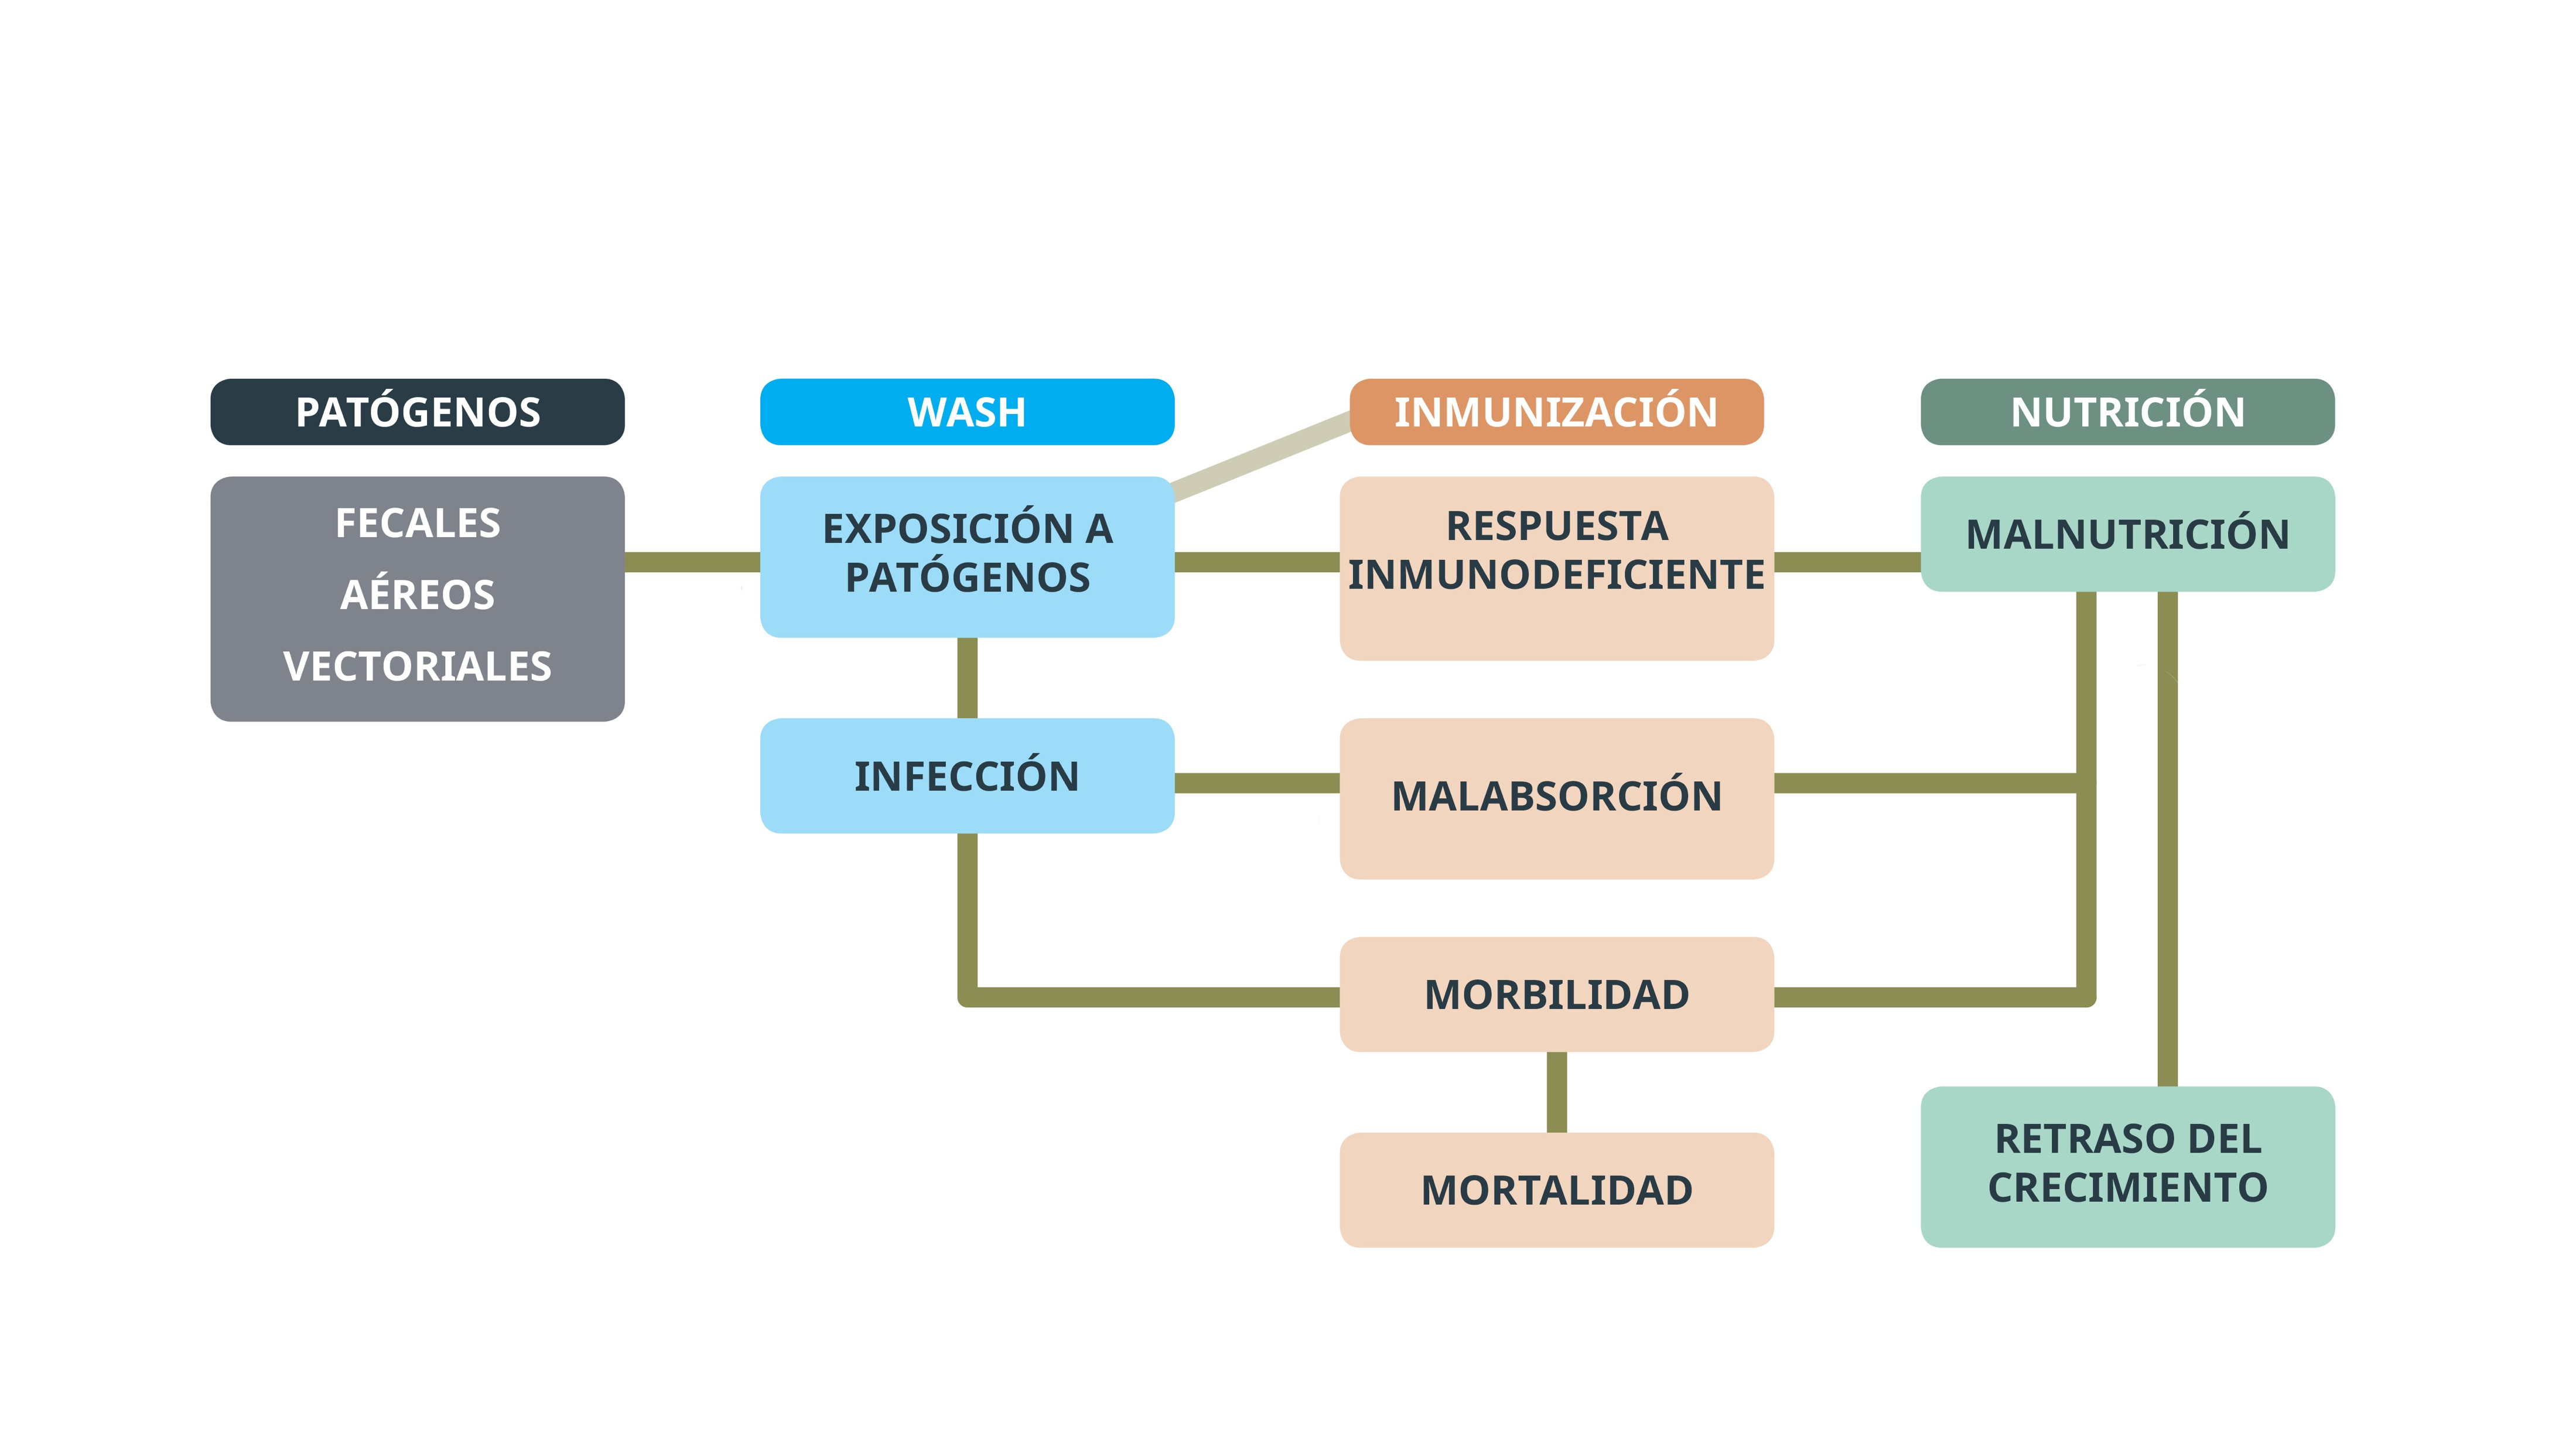 PATÓGENOS
WASH
INMUNIZACIÓN
NUTRICIÓN
FECALES
AÉREOS
VECTORIALES
EXPOSICIÓN A
PATÓGENOS
RESPUESTA
INMUNODEFICIENTE
MALNUTRICIÓN
INFECCIÓN
MALABSORCIÓN
MORBILIDAD
MORTALIDAD
RETRASO DEL
CRECIMIENTO